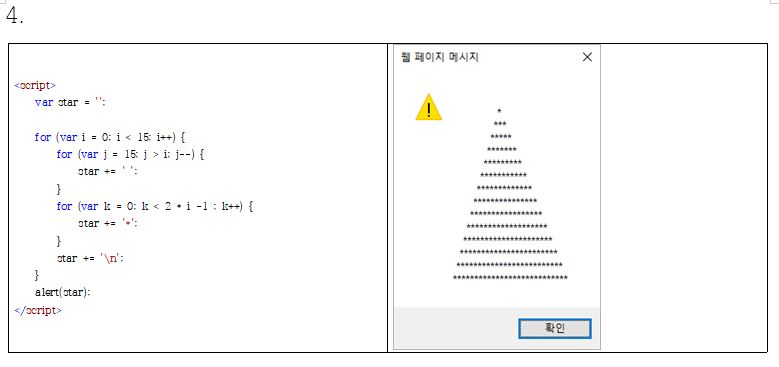 4.
<script>
var star = '';
for (var i = 0; i < 15; i++) {
for (var j = 15; j > i; j--) {
star += ' ';
}
for (var k = 0; k < 2 * i -1 ; k++) {
star += '*';
}
star += '\n';
}
alert(star);
</script>
웹 페이지 메시지
*
***
*****
*******
*********
***********
*************
***************
*****************
*******************
*********************
***********************
*************************
***************************
확인